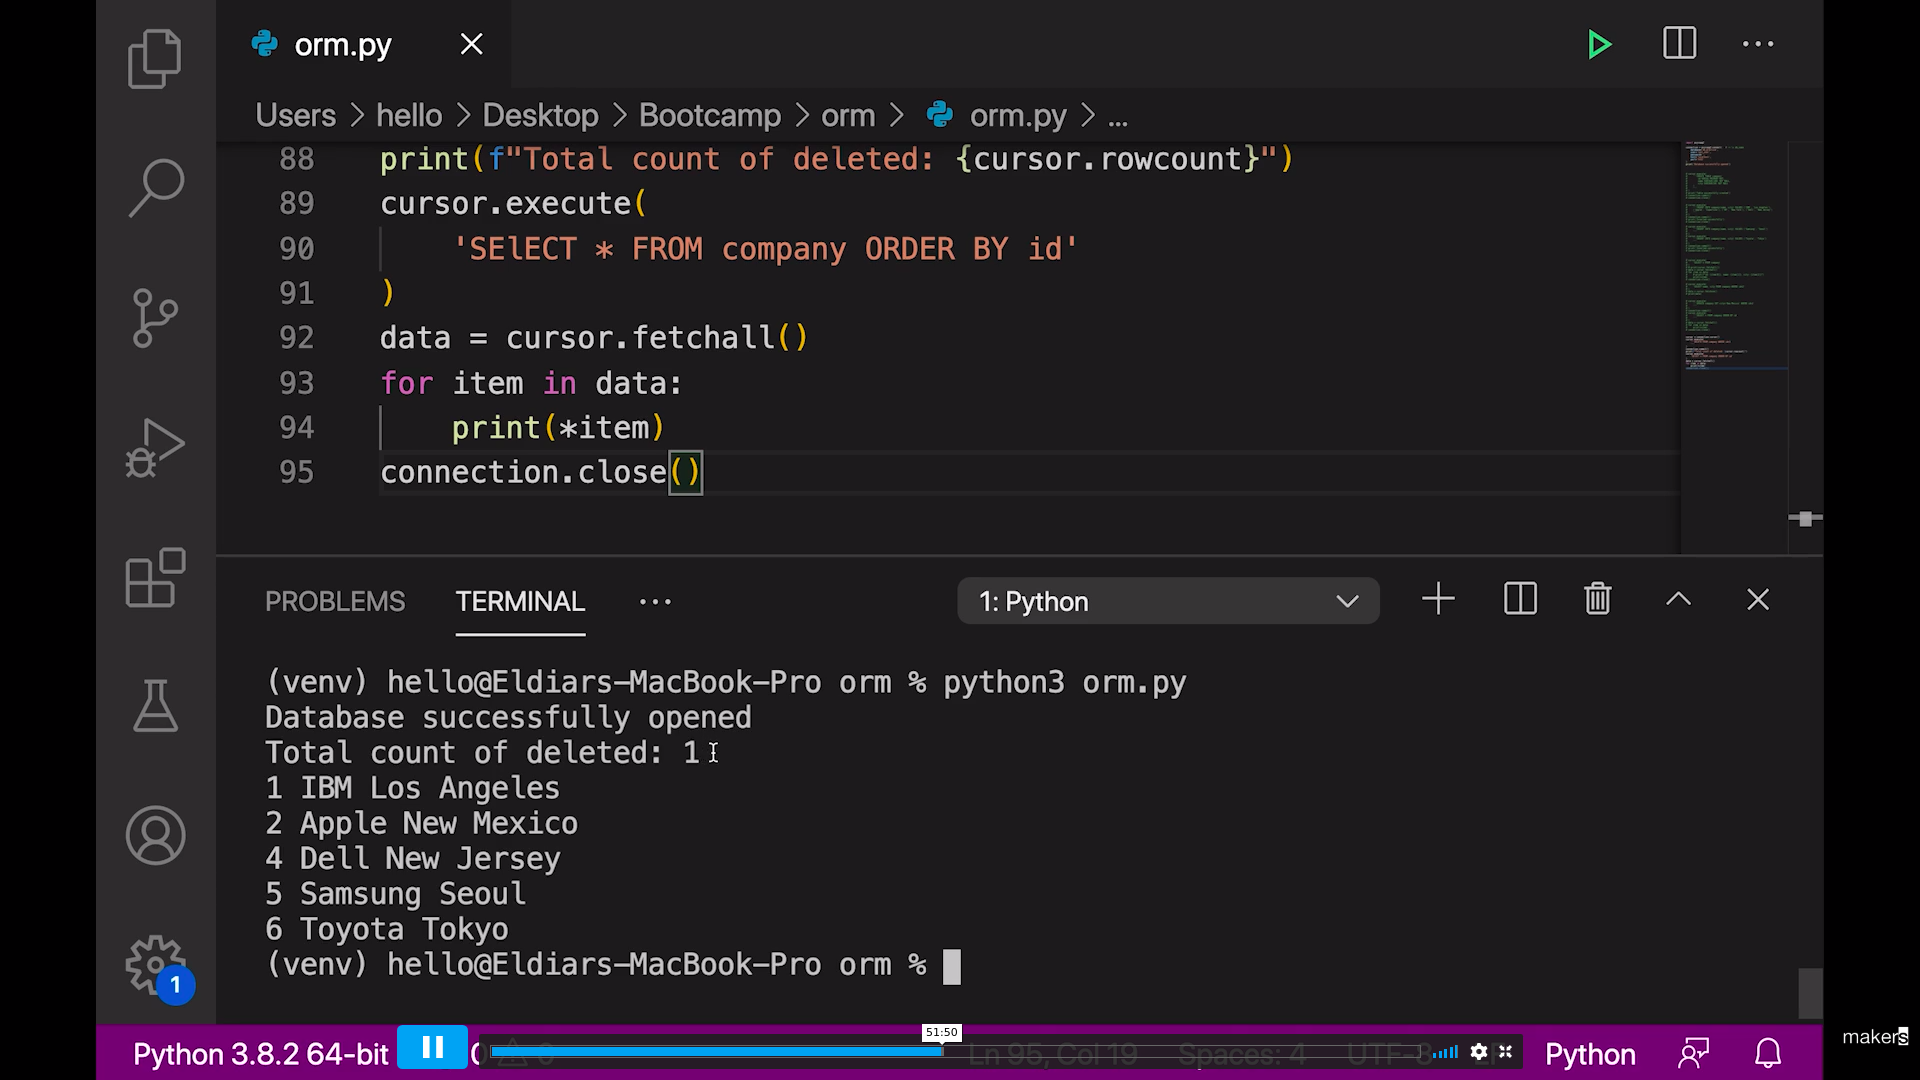 orm.py
Users > hello > Desktop > Bootcamp > orm > orm.py > ...
88 print(f"Total count of deleted: {cursor.rowcount}")
89 cursor.execute(
90 'SElECT * FROM company ORDER BY id'
91 )
92 data = cursor.fetchall()
93 for item in data:
94 print(*item)
95 connection.close()
PROBLEMS TERMINAL ... 1: Python
(venv) hello@Eldiars-MacBook-Pro orm % python3 orm.py
Database successfully opened
Total count of deleted: 1
1 IBM Los Angeles
2 Apple New Mexico
4 Dell New Jersey
5 Samsung Seoul
6 Toyota Tokyo
(venv) hello@Eldiars-MacBook-Pro orm %
1
51:50
Python 3.8.2 64-bit 0 0 Ln 95, Col 19 Spaces: 4 UTF-8 LF Python
makers